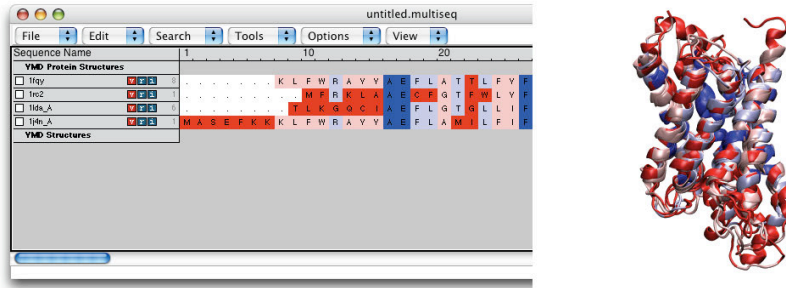 untitled.multiseq
File Edit Search Tools Options View
Sequence Name 1 10 20
VMD Protein Structures
1fqy v r i 8 . . . . . . . K L F W R A V V A E F L A T T L F V F
1rc2 v r i 1 . . . . . . . . . M F R K L A A E C F G T F W L V F
1lda_A v r i 6 . . . . . . . . T L K G Q C I A E F L G T G L L I F
1j4n_A v r i 1 M A S E F K K K L F W R A V V A E F L A M I L F I F
VMD Structures